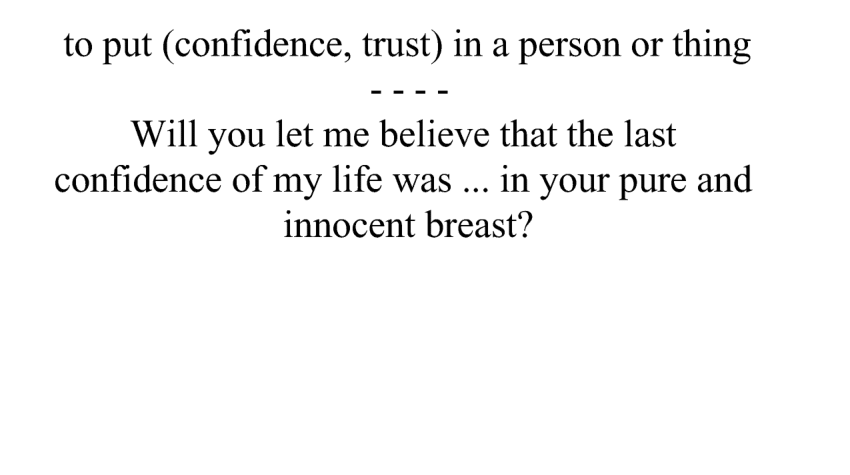 to put (confidence, trust) in a person or thing
- - - -
Will you let me believe that the last
confidence of my life was ... in your pure and
innocent breast?